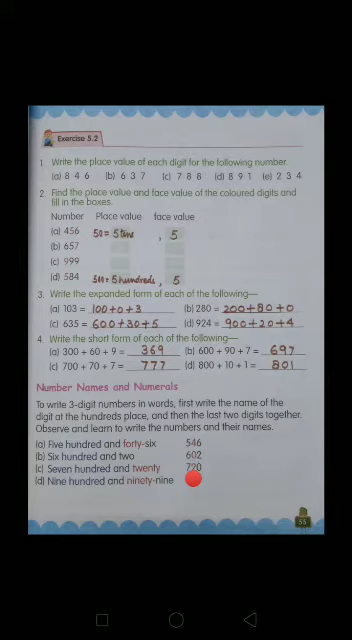 Exercise 5.2
1. Write the place value of each digit for the following number.
(a) 8 4 6 (b) 6 3 7 (c) 7 8 8 (d) 8 9 1 (e) 2 3 4
2. Find the place value and face value of the coloured digits and
fill in the boxes.
Number Place value face value
(a) 456 50 = 5 tens , 5
(b) 657
(c) 999
(d) 584 500 = 5 hundreds, 5
3. Write the expanded form of each of the following—
(a) 103 = 100+0+3 (b) 280 = 200+80+0
(c) 635 = 600+30+5 (d) 924 = 900+20+4
4. Write the short form of each of the following—
(a) 300 + 60 + 9 = 369 (b) 600 + 90 + 7 = 697
(c) 700 + 70 + 7 = 777 (d) 800 + 10 + 1 = 801
Number Names and Numerals
To write 3-digit numbers in words, first write the name of the
digit at the hundreds place, and then the last two digits together.
Observe and learn to write the numbers and their names.
(a) Five hundred and forty-six 546
(b) Six hundred and two 602
(c) Seven hundred and twenty 720
(d) Nine hundred and ninety-nine
55